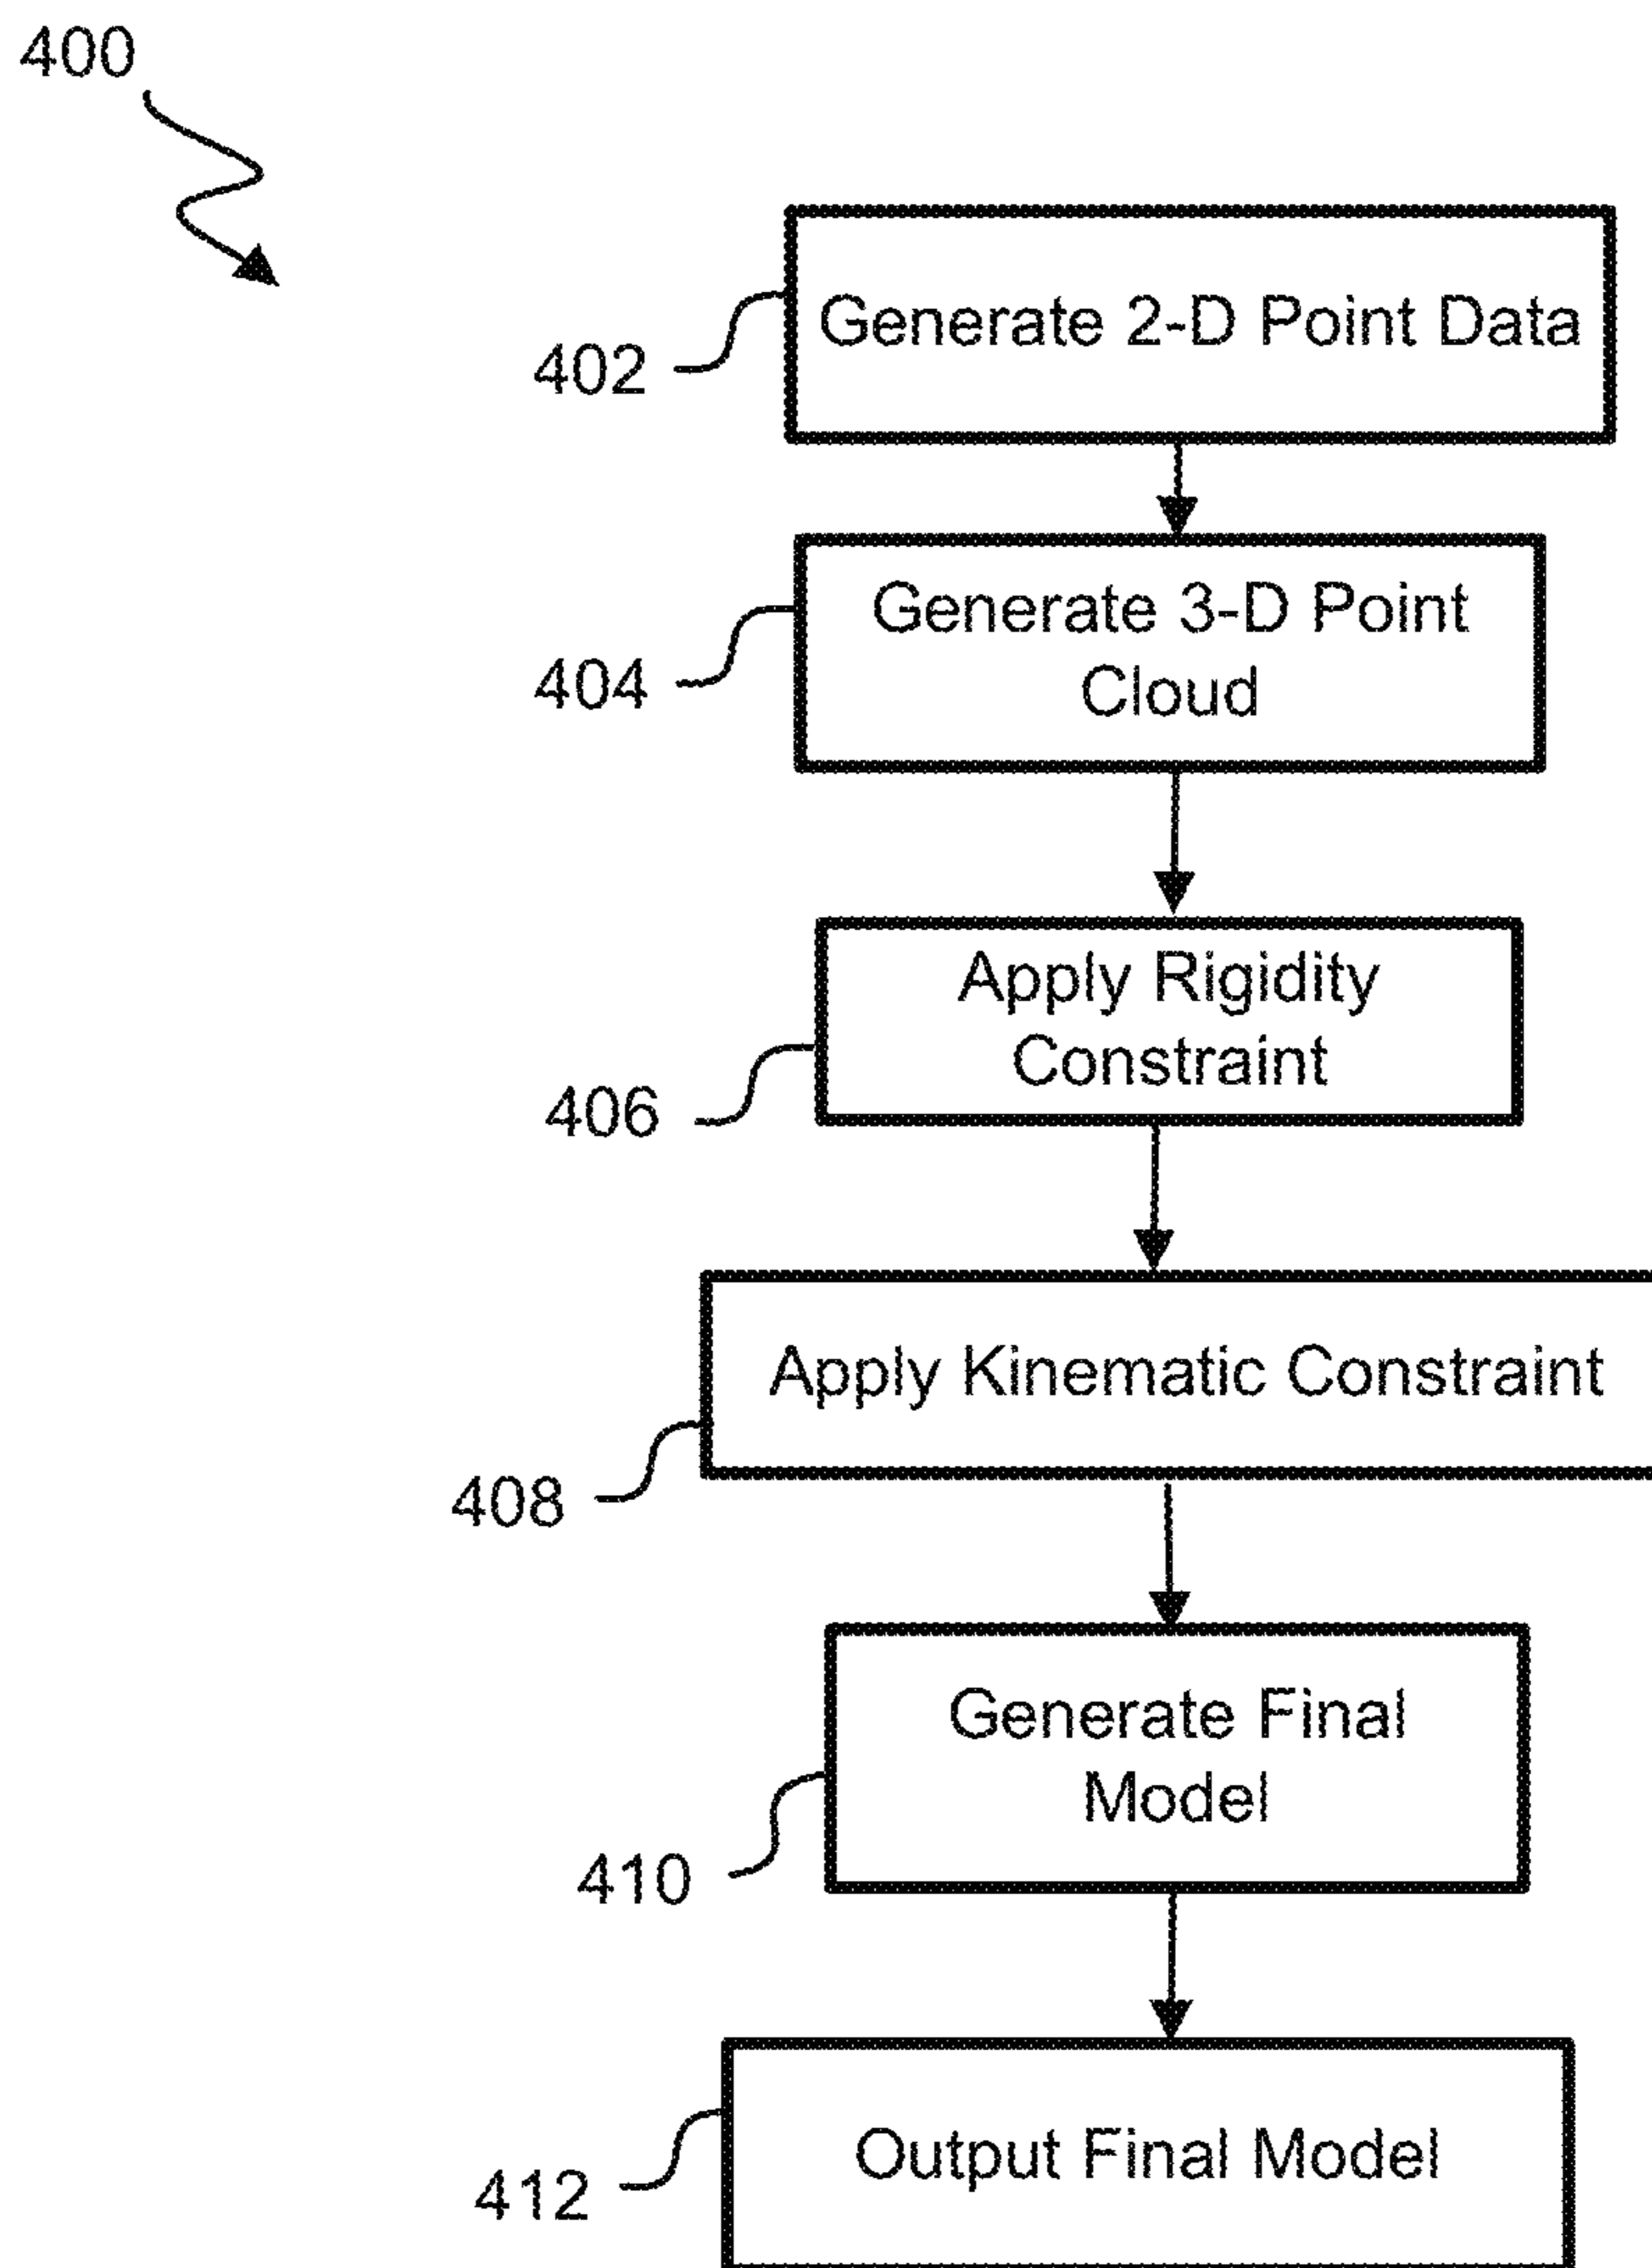 400
402
Generate 2-D Point Data
404
Generate 3-D Point
Cloud
406
Apply Rigidity
Constraint
408
Apply Kinematic Constraint
410
Generate Final
Model
412
Output Final Model